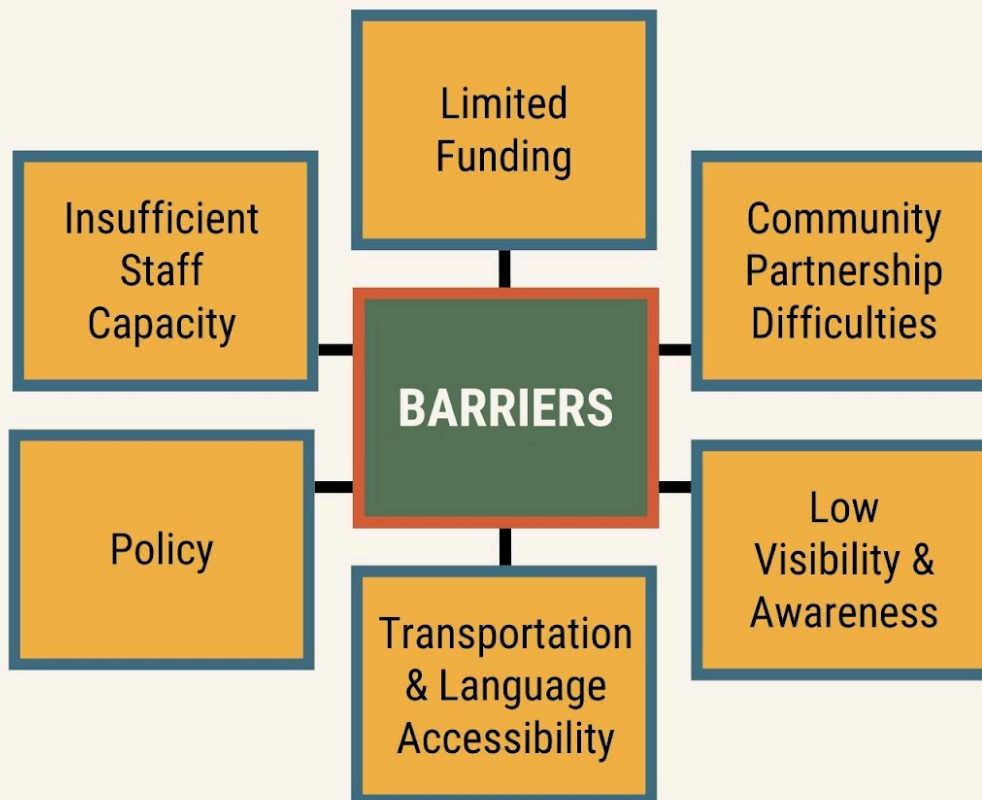 Limited
Funding
Insufficient
Staff
Capacity
Community
Partnership
Difficulties
BARRIERS
Policy
Low
Visibility &
Awareness
Transportation
& Language
Accessibility